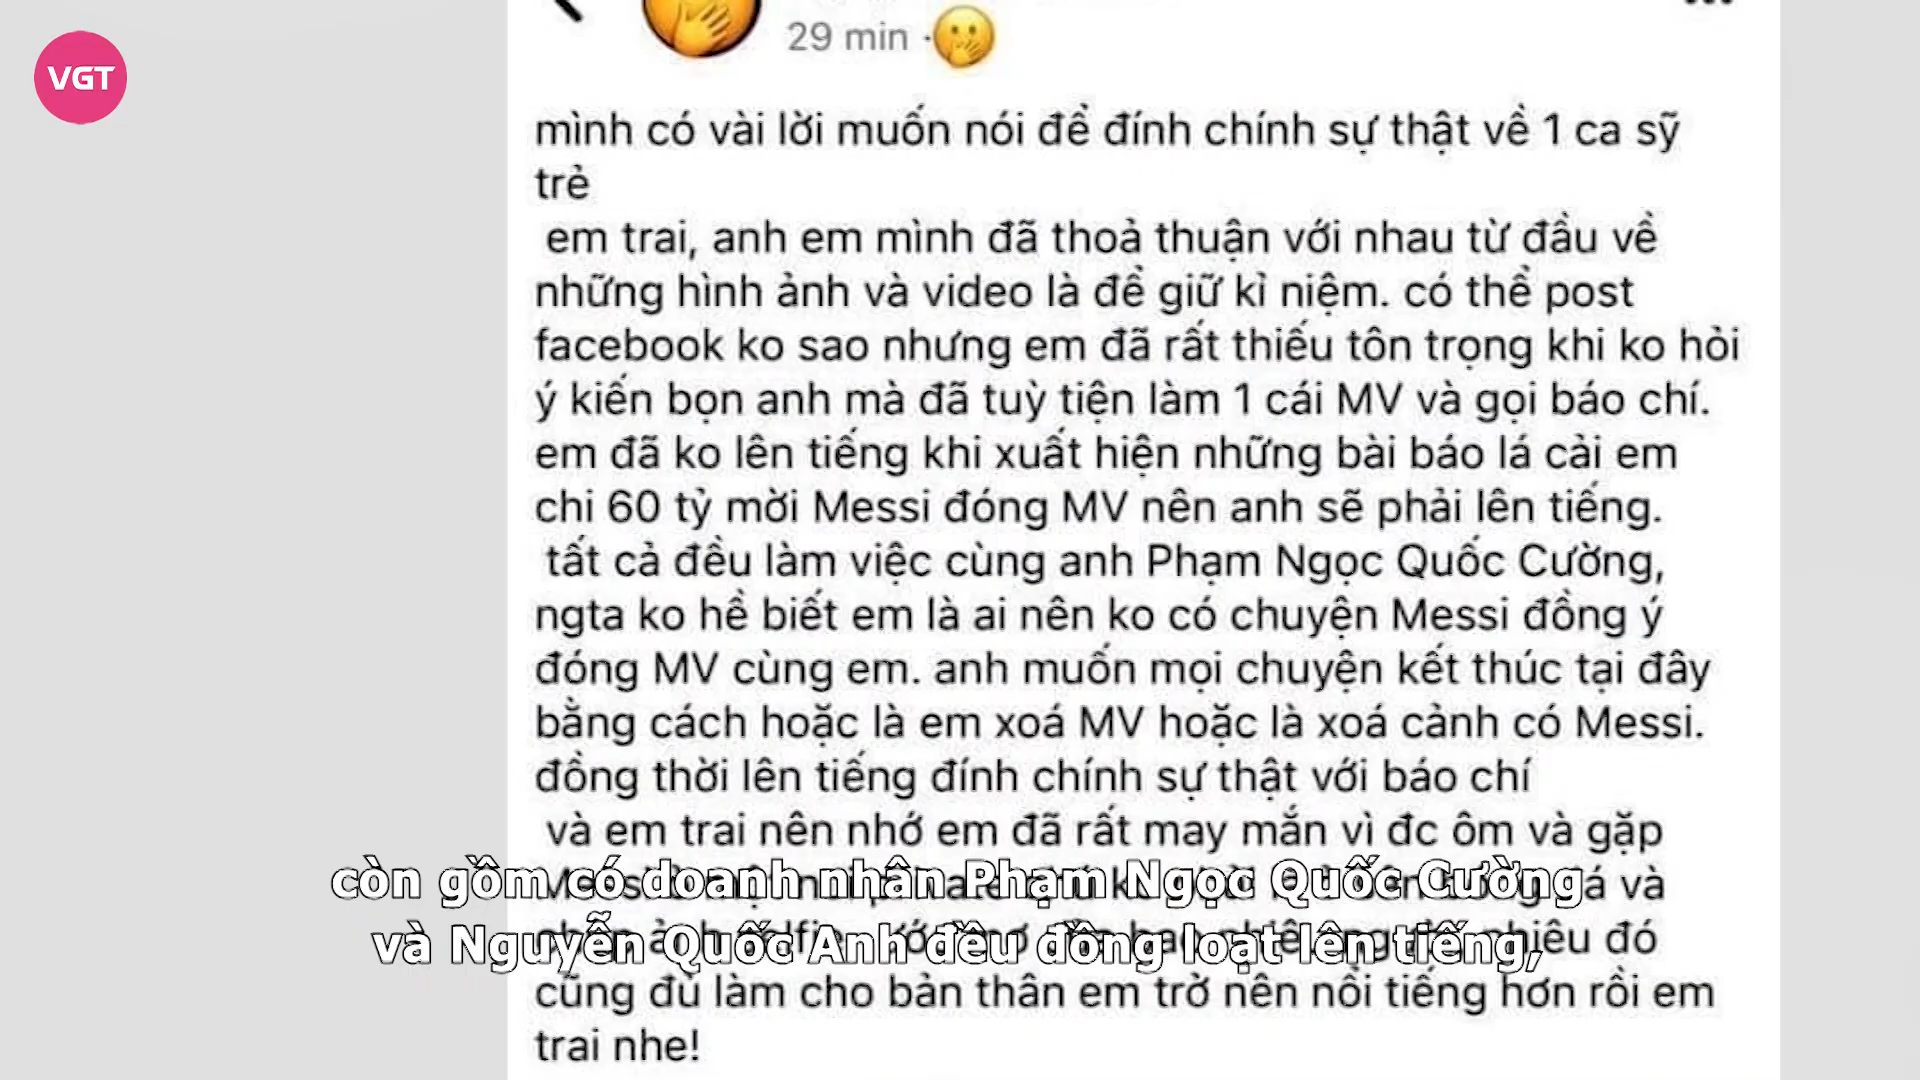 VGT
29 min ·
mình có vài lời muốn nói để đính chính sự thật về 1 ca sỹ
trẻ
em trai, anh em mình đã thoả thuận với nhau từ đầu về
những hình ảnh và video là để giữ kỉ niệm. có thể post
facebook ko sao nhưng em đã rất thiếu tôn trọng khi ko hỏi
ý kiến bọn anh mà đã tuỳ tiện làm 1 cái MV và gọi báo chí.
em đã ko lên tiếng khi xuất hiện những bài báo lá cải em
chi 60 tỷ mời Messi đóng MV nên anh sẽ phải lên tiếng.
tất cả đều làm việc cùng anh Phạm Ngọc Quốc Cường,
ngta ko hề biết em là ai nên ko có chuyện Messi đồng ý
đóng MV cùng em. anh muốn mọi chuyện kết thúc tại đây
bằng cách hoặc là em xoá MV hoặc là xoá cảnh có Messi.
đồng thời lên tiếng đính chính sự thật với báo chí
và em trai nên nhớ em đã rất may mắn vì đc ôm và gặp
và
còn gồm có doanh nhân Phạm Ngọc Quốc Cường
đó
và Nguyễn Quốc Anh đều đồng loạt lên tiếng,
cũng đủ làm cho bản thân em trở nên nổi tiếng hơn rồi em
trai nhe!